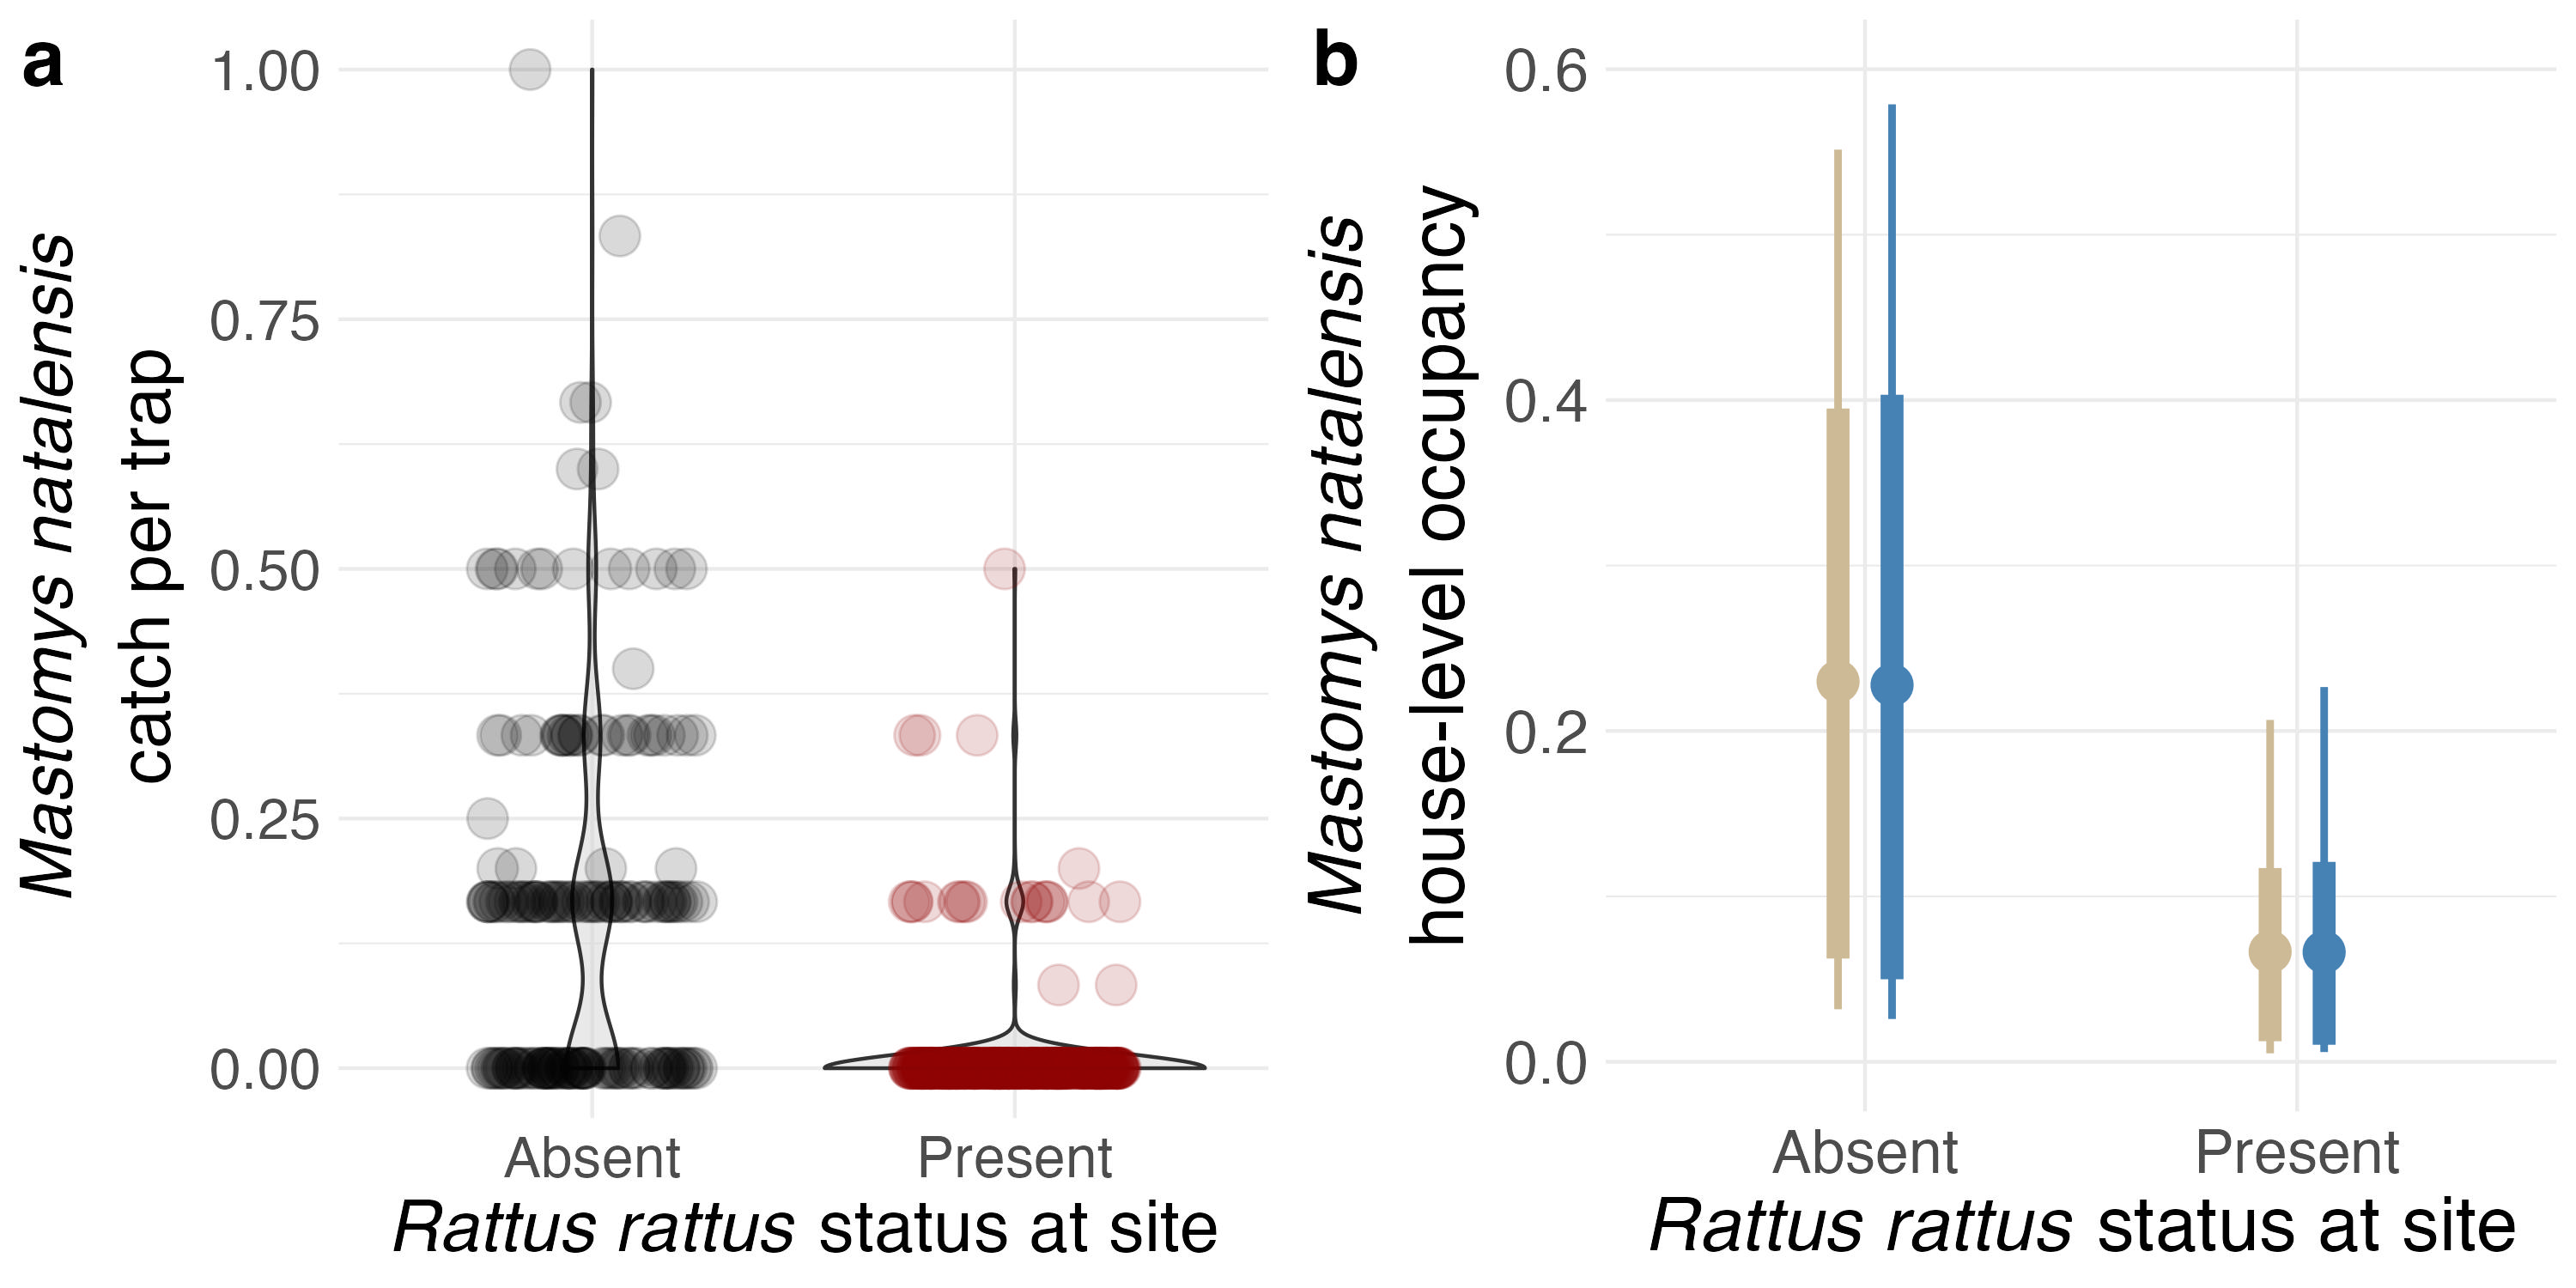 a
Mastomys natalensis
catch per trap
1.00
0.75
0.50
0.25
0.00
Absent
Present
Rattus rattus status at site
b
Mastomys natalensis
house-level occupancy
0.6
0.4
0.2
0.0
Absent
Present
Rattus rattus status at site